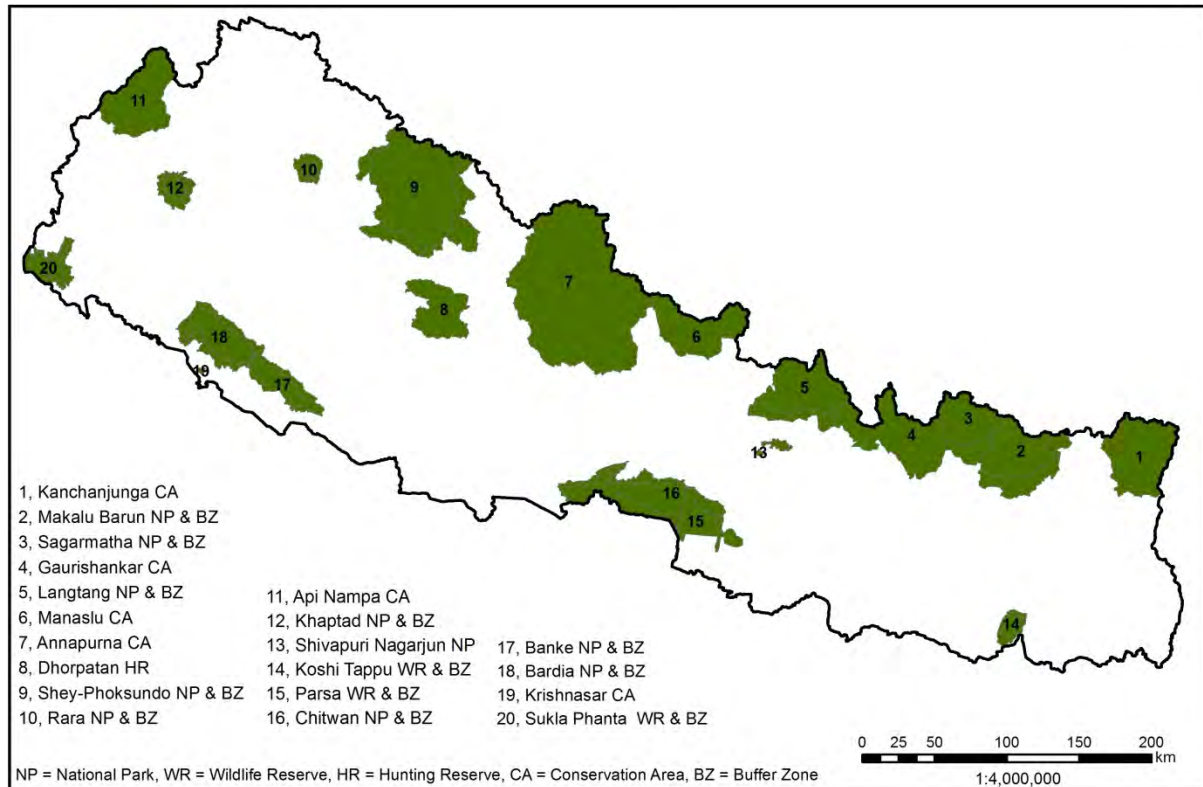 11
10
12
9
20
7
8
18
6
19
17
5
3
4
2
1
13
16
15
14
1, Kanchanjunga CA
2, Makalu Barun NP & BZ
3, Sagarmatha NP & BZ
4, Gaurishankar CA
5, Langtang NP & BZ
6, Manaslu CA
7, Annapurna CA
8, Dhorpatan HR
9, Shey-Phoksundo NP & BZ
10, Rara NP & BZ
11, Api Nampa CA
12, Khaptad NP & BZ
13, Shivapuri Nagarjun NP
14, Koshi Tappu WR & BZ
15, Parsa WR & BZ
16, Chitwan NP & BZ
17, Banke NP & BZ
18, Bardia NP & BZ
19, Krishnasar CA
20, Sukla Phanta WR & BZ
0 25 50 100 150 200
km
1:4,000,000
NP = National Park, WR = Wildlife Reserve, HR = Hunting Reserve, CA = Conservation Area, BZ = Buffer Zone